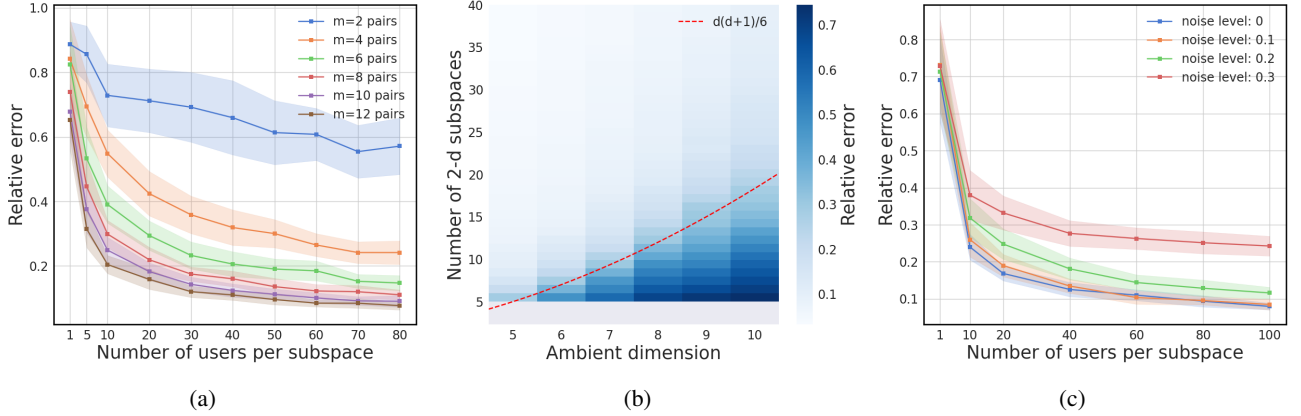 1.0
0.8
0.6
0.4
0.2
1 5 10 20 30 40 50 60 70 80
Relative error
Number of users per subspace
m=2 pairs
m=4 pairs
m=6 pairs
m=8 pairs
m=10 pairs
m=12 pairs
(a)
40
35
30
25
20
15
10
5
5 6 7 8 9 10
Number of 2-d subspaces
Ambient dimension
d(d+1)/6
0.7
0.6
0.5
0.4
0.3
0.2
0.1
Relative error
(b)
0.8
0.7
0.6
0.5
0.4
0.3
0.2
0.1
1 10 20 40 60 80 100
Relative error
Number of users per subspace
noise level: 0
noise level: 0.1
noise level: 0.2
noise level: 0.3
(c)